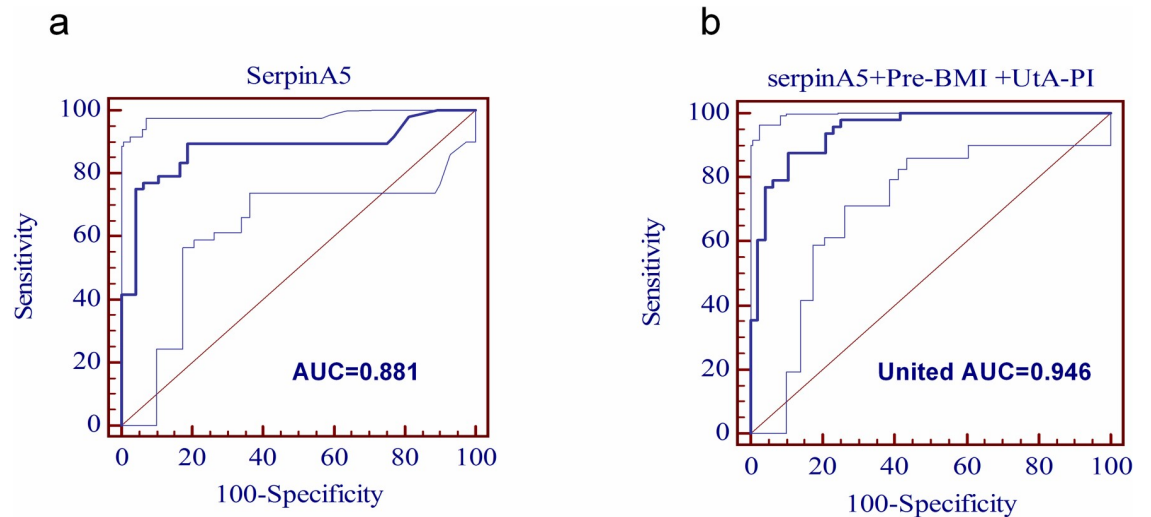 a
SerpinA5
100
80
60
40
20
0
Sensitivity
AUC=0.881
0 20 40 60 80 100
100-Specificity
b
serpinA5+Pre-BMI +UtA-PI
100
80
60
40
20
0
Sensitivity
United AUC=0.946
0 20 40 60 80 100
100-Specificity